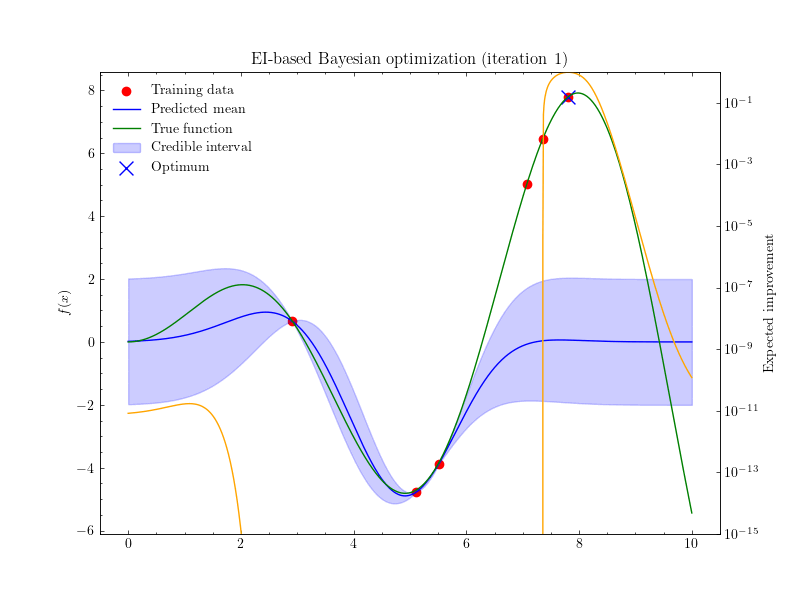 EI-based Bayesian optimization (iteration 1)
Training data
Predicted mean
True function
Credible interval
Optimum
8
6
4
2
0
−2
−4
−6
f(x)
0
2
4
6
8
10
10⁻¹
10⁻³
10⁻⁵
10⁻⁷
10⁻⁹
10⁻¹¹
10⁻¹³
10⁻¹⁵
Expected improvement